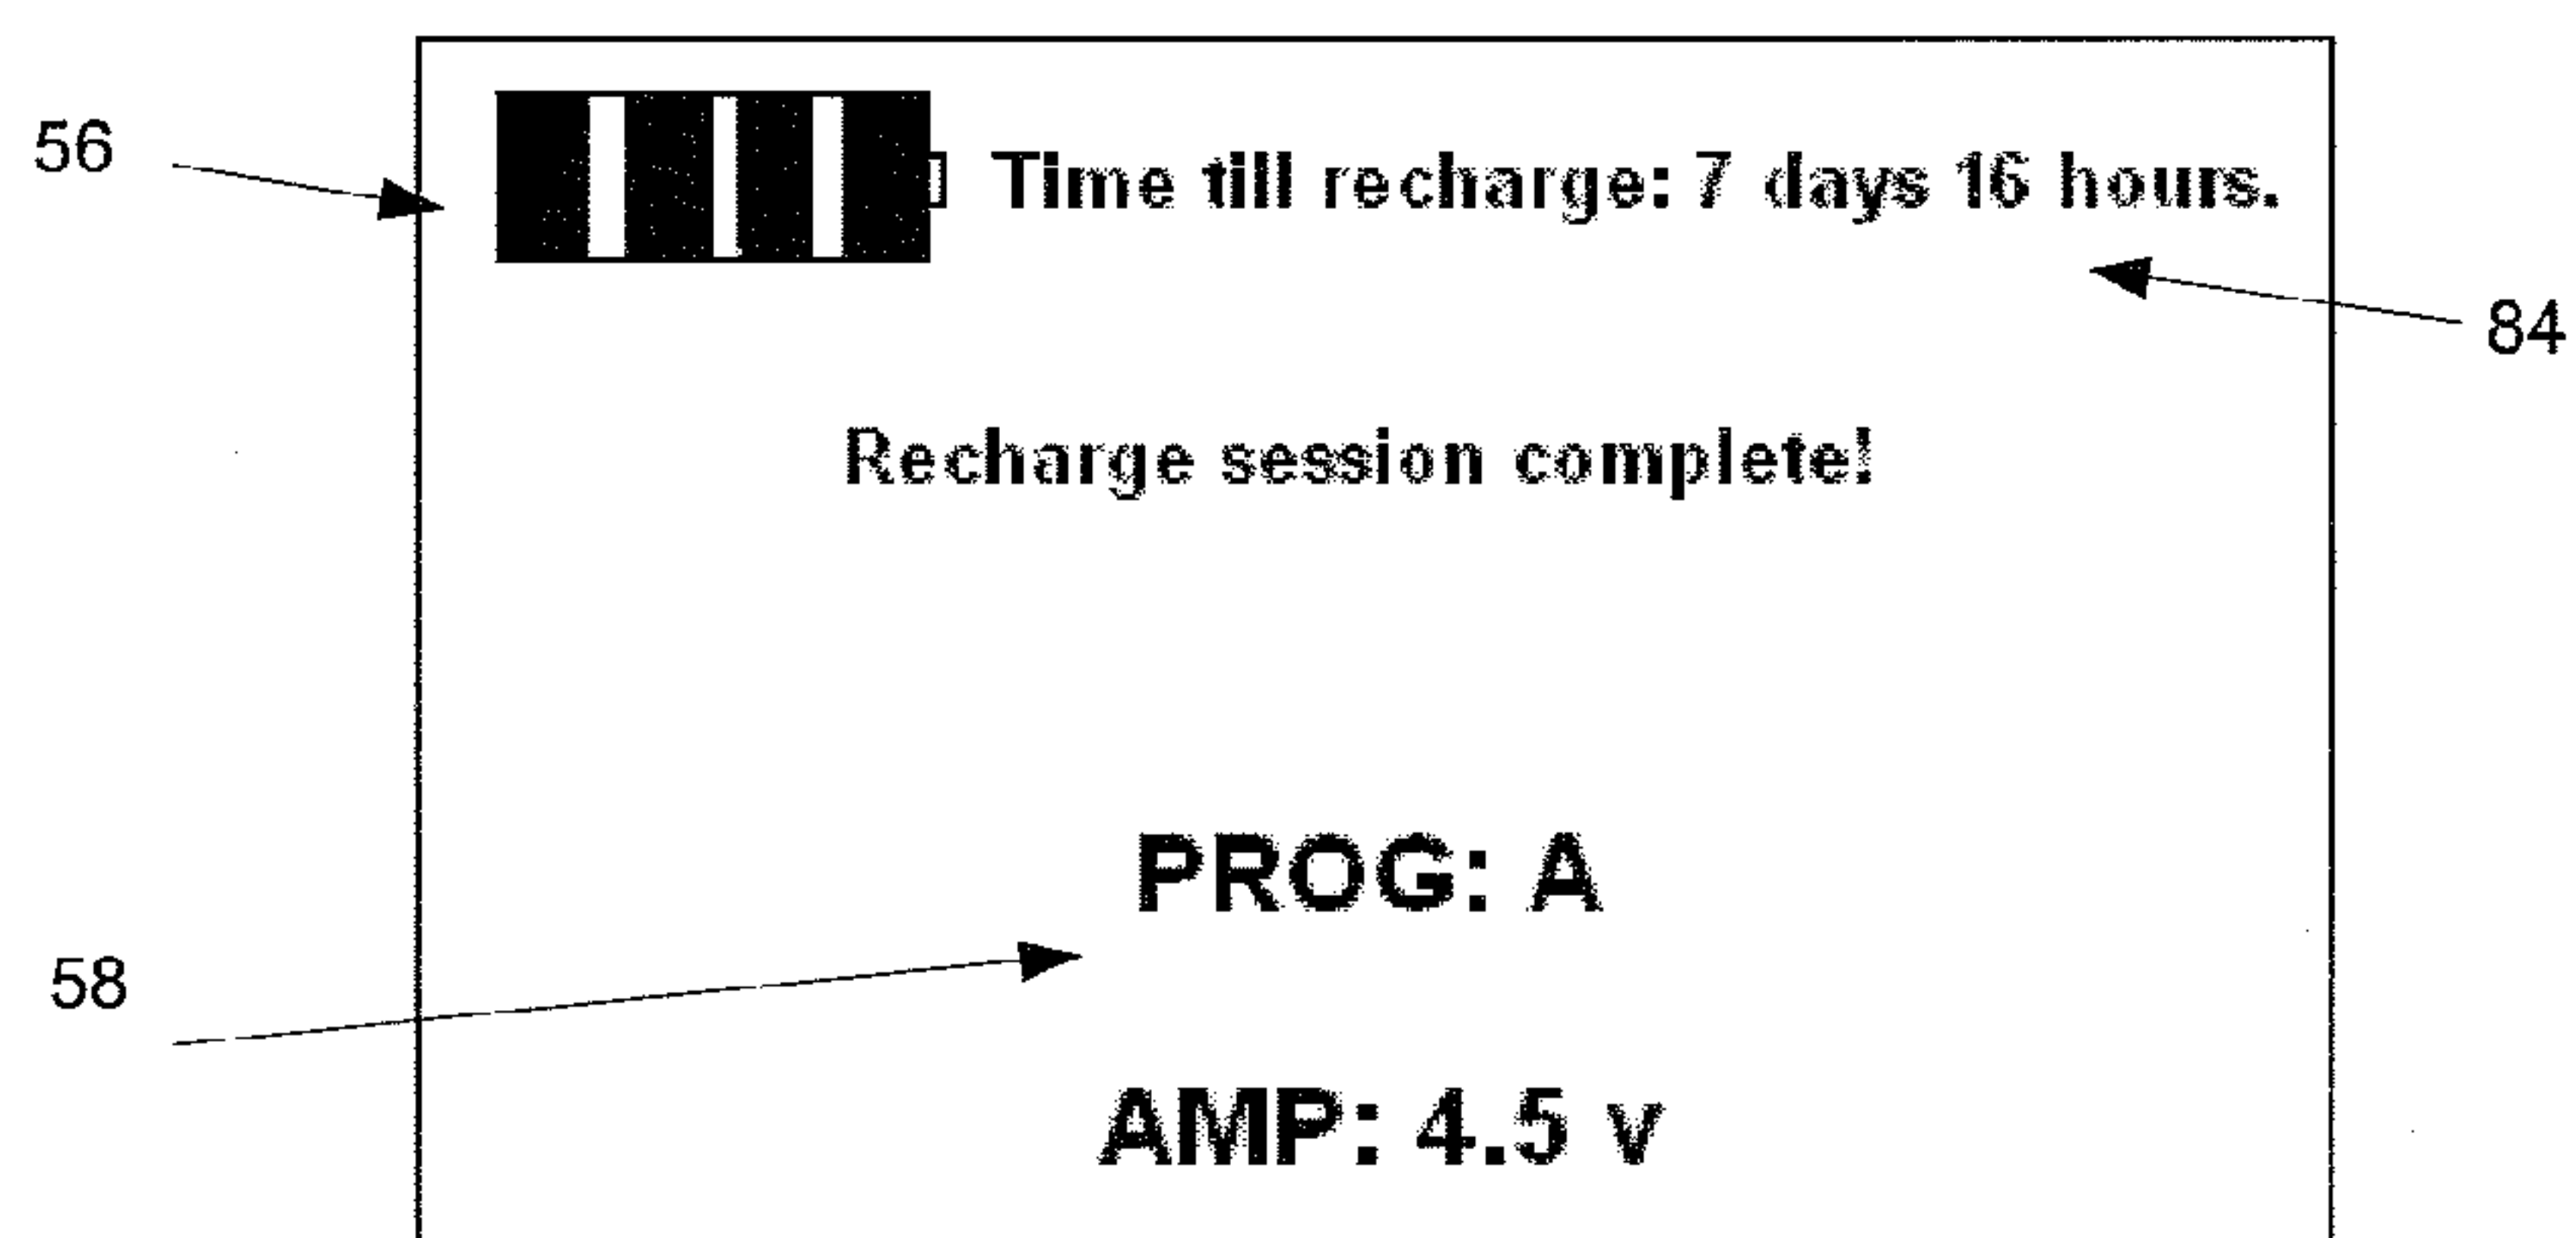 56
Time till recharge: 7 days 16 hours.
84
Recharge session complete!
PROG: A
58
AMP: 4.5 v